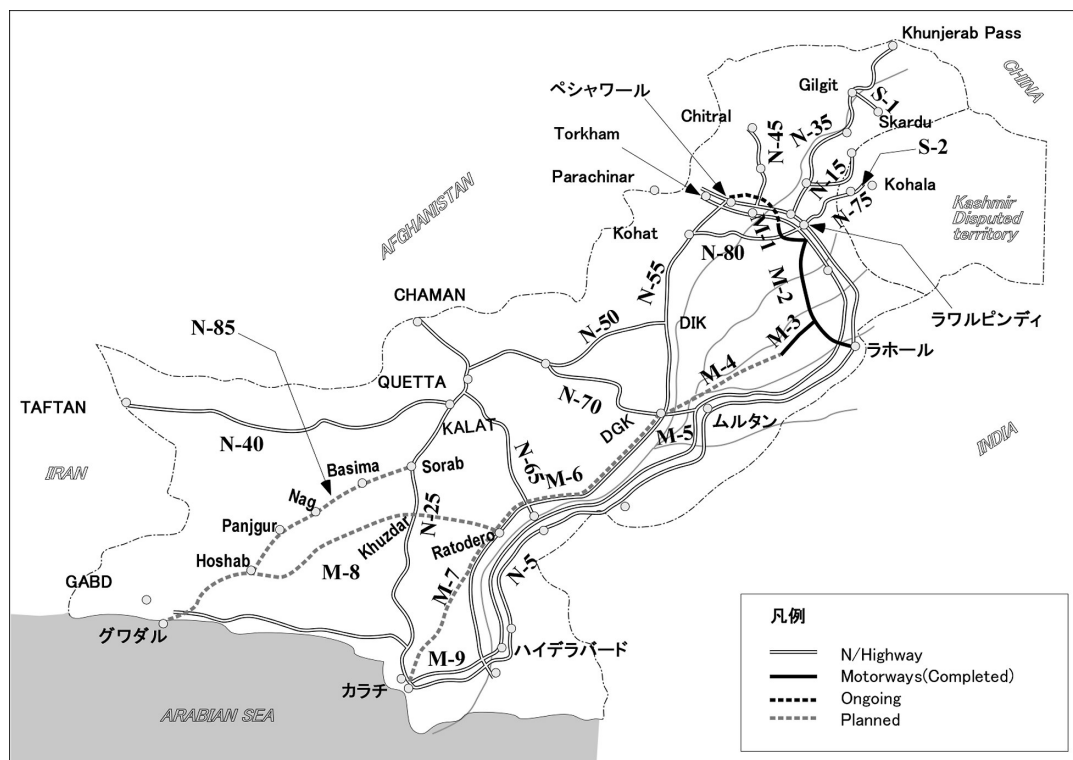 Khunjerab Pass
CHINA
Gilgit
S-1
ペシャワール
Chitral
Skardu
N-35
N-45
Torkham
S-2
N-15
Parachinar
Kohala
N-75
Kashmir
Disputed
territory
AFGHANISTAN
Kohat
M-1
N-80
N-55
M-2
CHAMAN
N-50
DIK
M-3
ラワルピンディ
N-85
ラホール
M-4
QUETTA
TAFTAN
N-70
KALAT
DGK
ムルタン
M-5
N-40
INDIA
IRAN
Basima
Sorab
N-65
M-6
Nag
N-25
Panjgur
Khuzdar
Ratodero
Hoshab
M-8
N-5
GABD
M-7
グワダル
ハイデラバード
M-9
カラチ
ARABIAN SEA
凡例
N/Highway
Motorways(Completed)
Ongoing
Planned